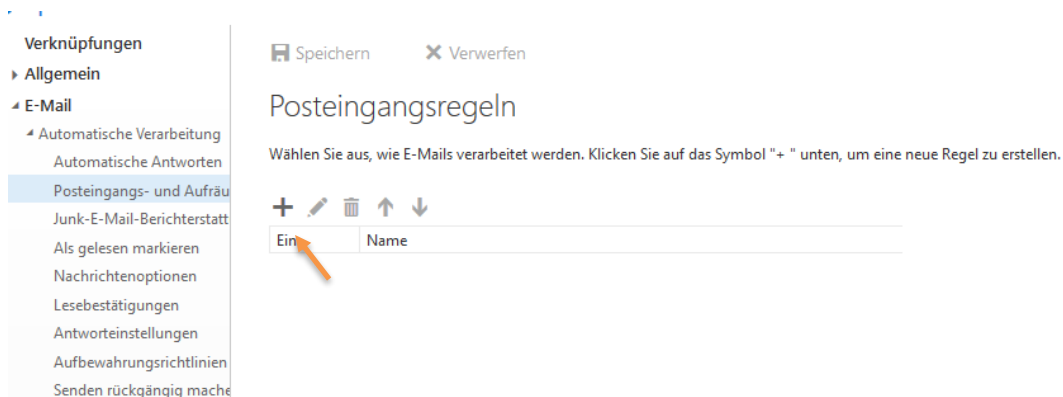 Verknüpfungen
Allgemein
E-Mail
Automatische Verarbeitung
Automatische Antworten
Posteingangs- und Aufräu
Junk-E-Mail-Berichterstatt
Als gelesen markieren
Nachrichtenoptionen
Lesebestätigungen
Antworteinstellungen
Aufbewahrungsrichtlinien
Senden rückgängig mache
Speichern Verwerfen
Posteingangsregeln
Wählen Sie aus, wie E-Mails verarbeitet werden. Klicken Sie auf das Symbol "+ " unten, um eine neue Regel zu erstellen.
Ein Name